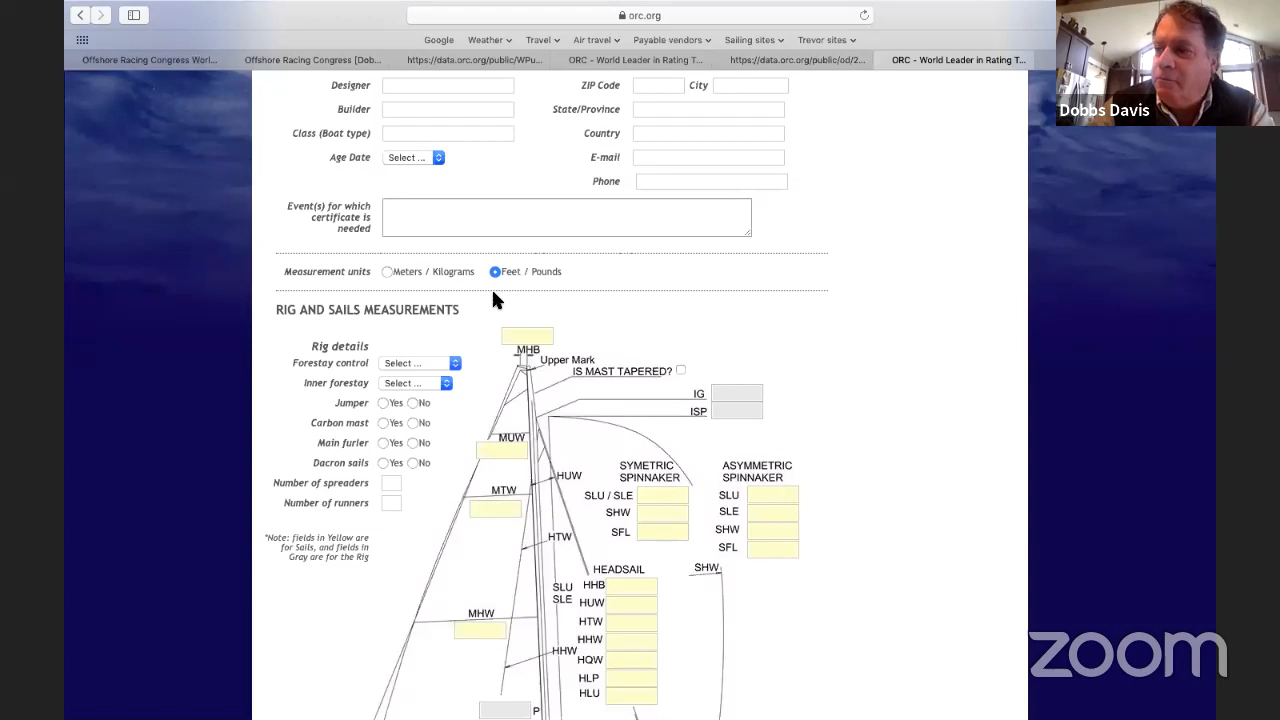 orc.org
Google Weather Travel Air travel Payable vendors Sailing sites Trevor sites
Offshore Racing Congress Worl... Offshore Racing Congress [Dob... https://data.orc.org/public/WPu... ORC - World Leader in Rating T... https://data.orc.org/public/od/2... ORC - World Leader in Rating T...
Dobbs Davis
Designer ZIP Code City
Builder State/Province
Class (Boat type) Country
Age Date Select ... E-mail
Phone
Event(s) for which
certificate is
needed
Measurement units Meters / Kilograms Feet / Pounds
RIG AND SAILS MEASUREMENTS
Rig details
Forestay control Select ...
Inner forestay Select ...
Jumper Yes No
Carbon mast Yes No
Main furler Yes No
Dacron sails Yes No
Number of spreaders
Number of runners
*Note: fields in Yellow are
for Sails, and fields in
Gray are for the Rig
MHB
Upper Mark
IS MAST TAPERED?
IG
ISP
MUW
MTW
HUW
HTW
MHW
HHW
P
SYMETRIC
SPINNAKER
SLU / SLE
SHW
SFL
ASYMMETRIC
SPINNAKER
SLU
SLE
SHW
SFL
SLU
SLE
HEADSAIL
HHB
HUW
HTW
HHW
HQW
HLP
HLU
SHW
zoom